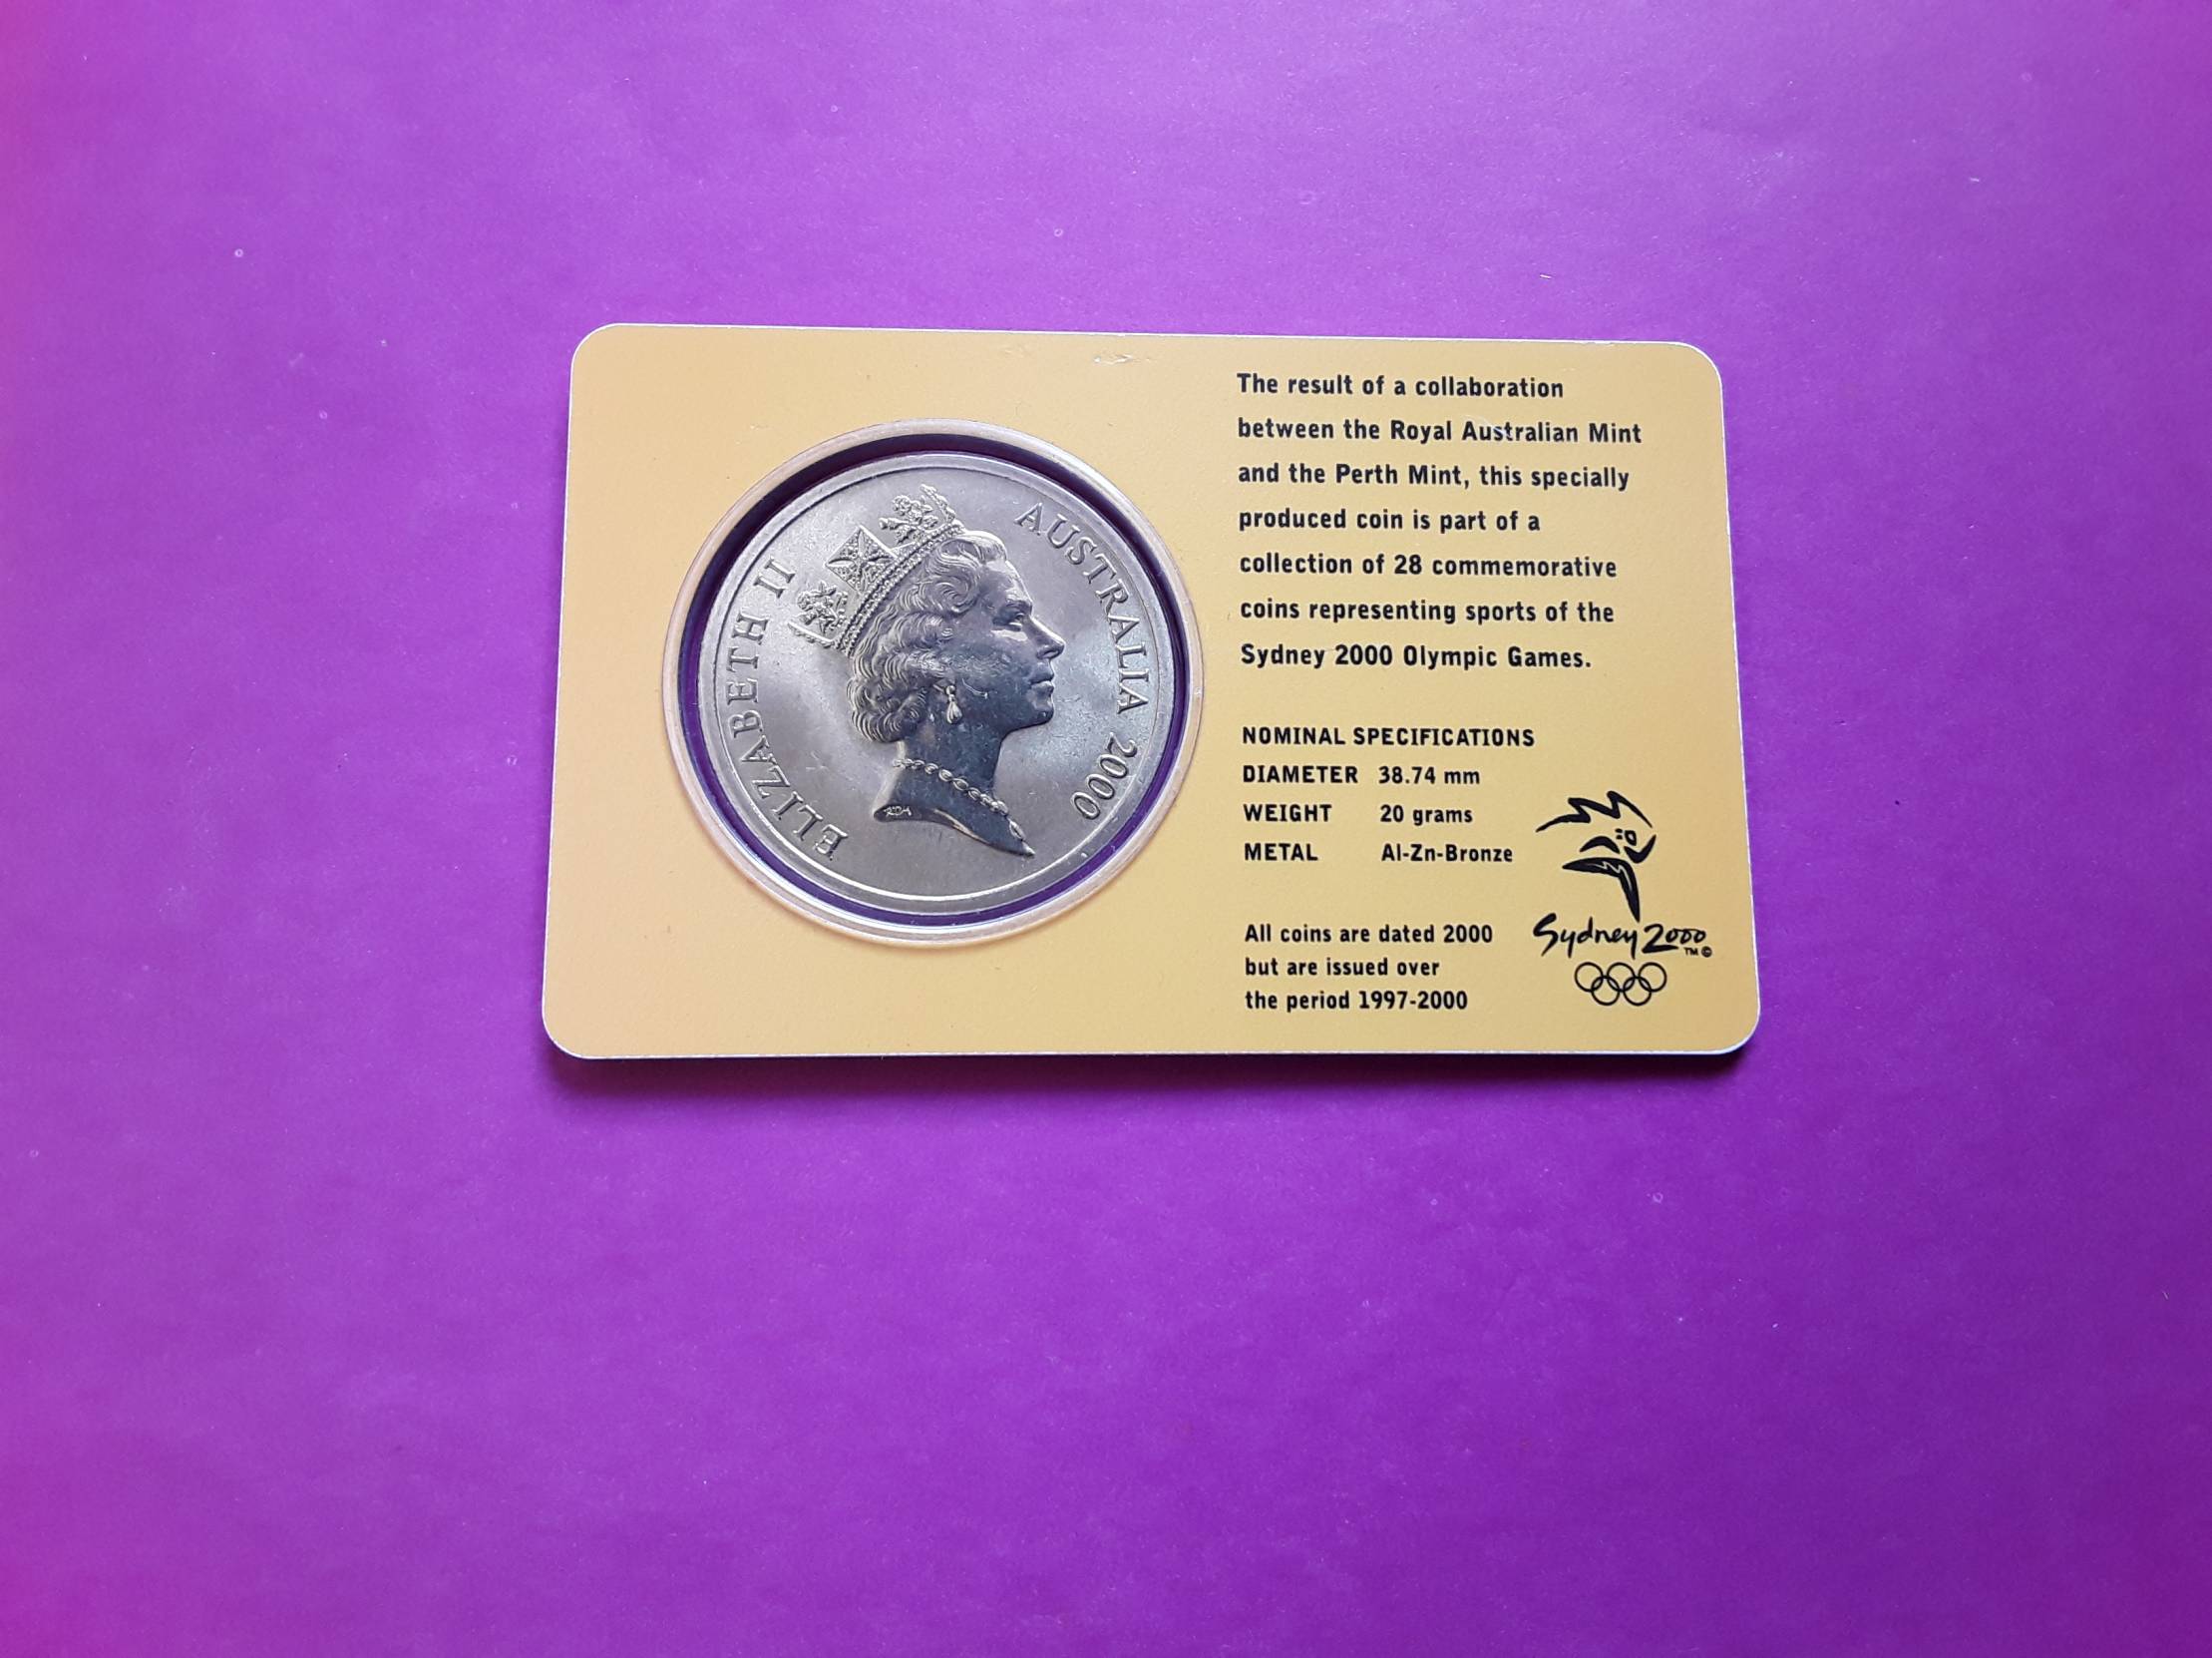 ELIZABETH II
AUSTRALIA 2000
RDM
The result of a collaboration
between the Royal Australian Mint
and the Perth Mint, this specially
produced coin is part of a
collection of 28 commemorative
coins representing sports of the
Sydney 2000 Olympic Games.
NOMINAL SPECIFICATIONS
DIAMETER 38.74 mm
WEIGHT 20 grams
METAL Al-Zn-Bronze
All coins are dated 2000
but are issued over
the period 1997-2000
Sydney 2000
TM ©